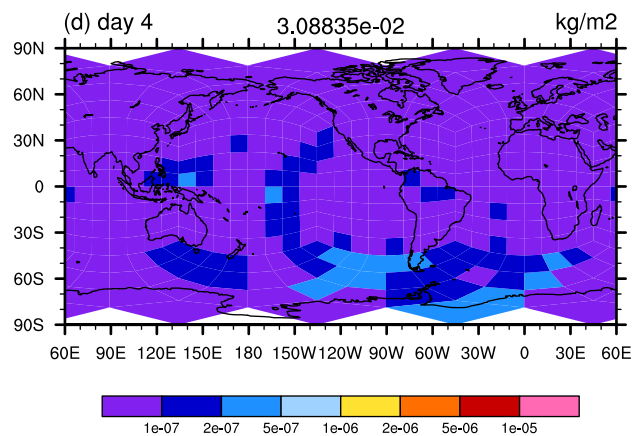 (d) day 4 3.08835e-02 kg/m2
90N
60N
30N
0
30S
60S
90S
60E 90E 120E 150E 180 150W 120W 90W 60W 30W 0 30E 60E
1e-07 2e-07 5e-07 1e-06 2e-06 5e-06 1e-05